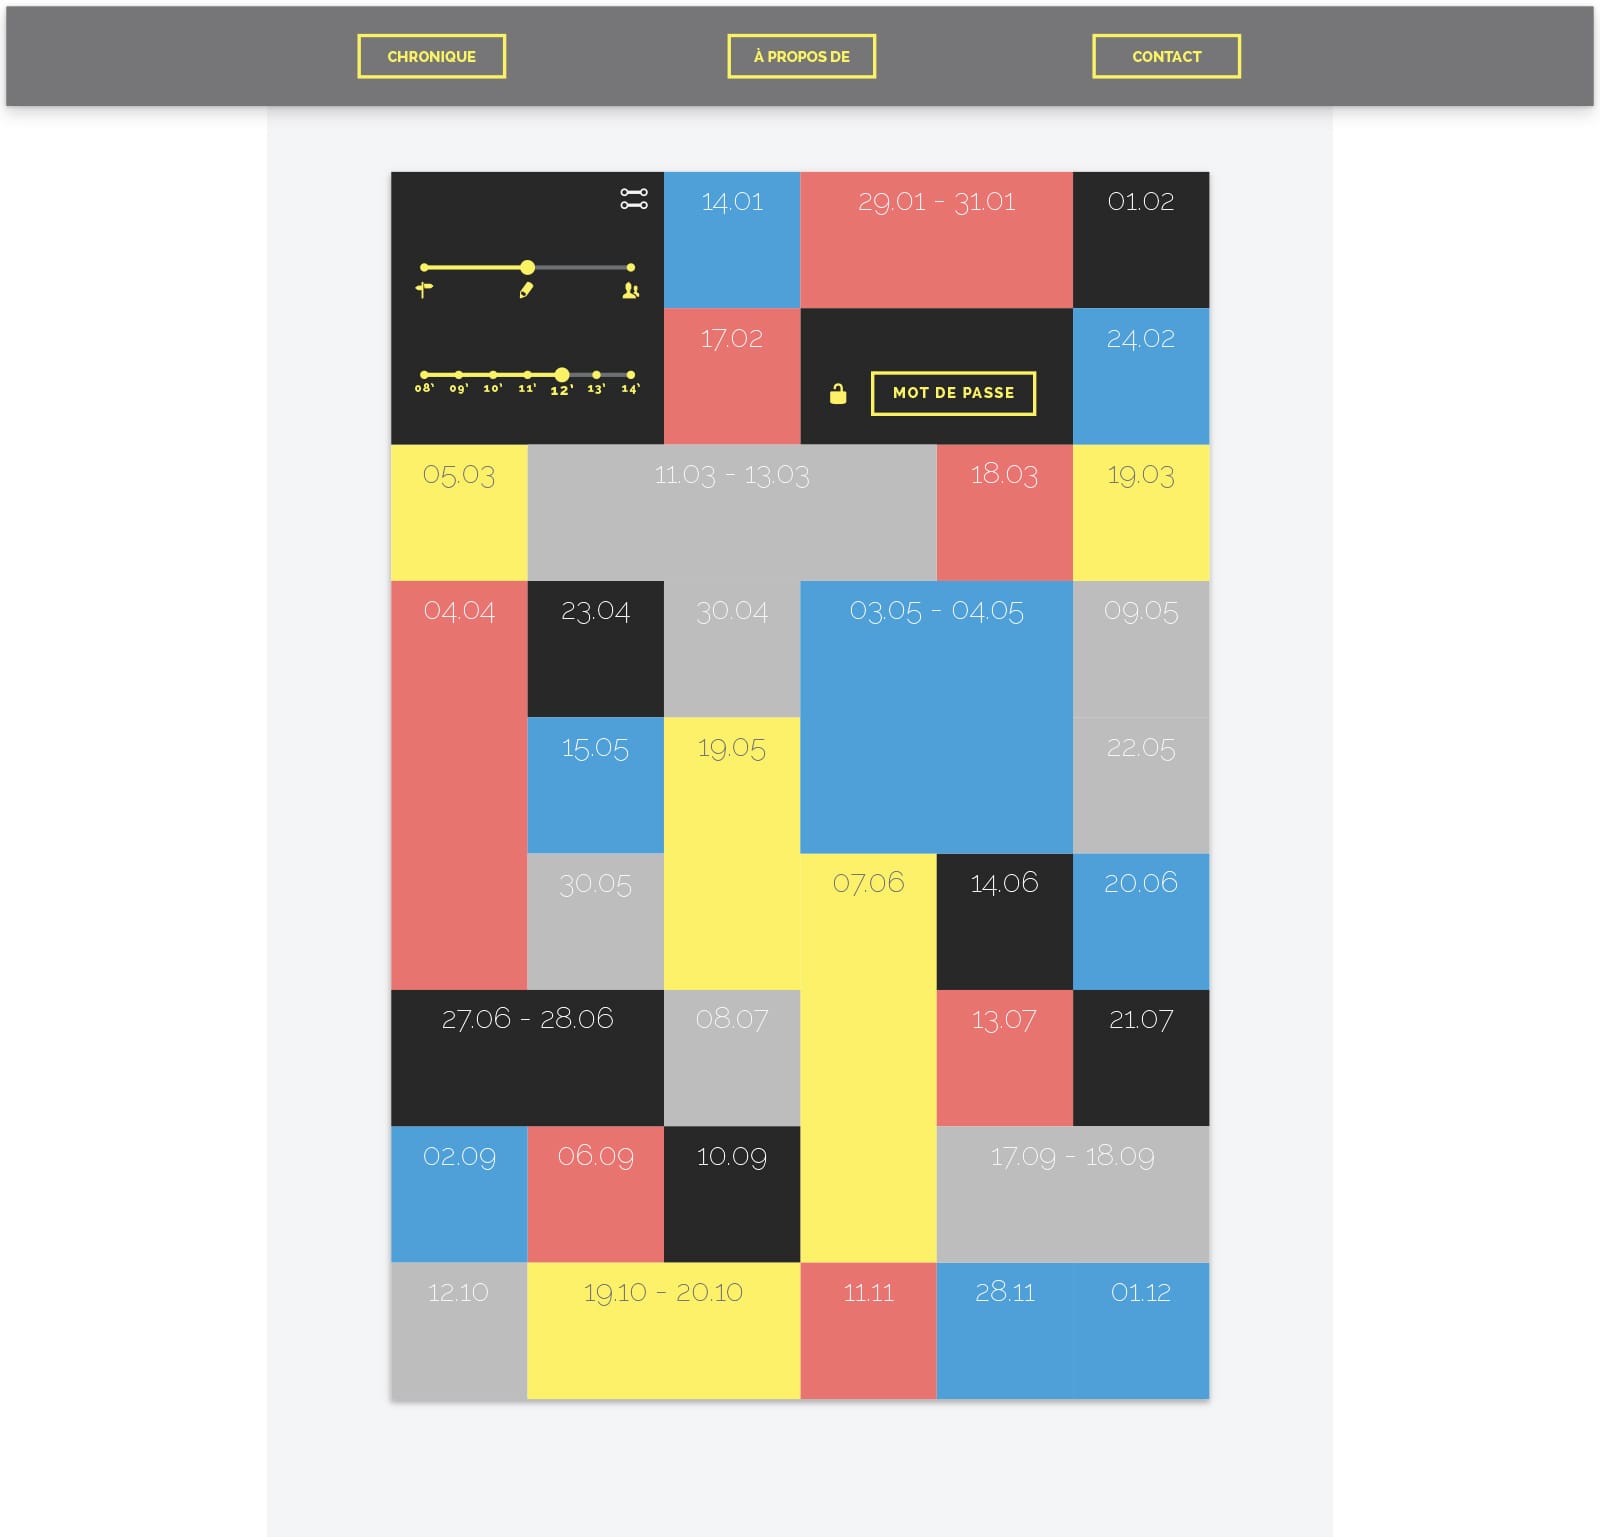 CHRONIQUE
À PROPOS DE
CONTACT
14.01
29.01 - 31.01
01.02
17.02
24.02
08' 09' 10' 11' 12' 13' 14'
MOT DE PASSE
05.03
11.03 - 13.03
18.03
19.03
04.04
23.04
30.04
03.05 - 04.05
09.05
15.05
19.05
22.05
30.05
07.06
14.06
20.06
27.06 - 28.06
08.07
13.07
21.07
02.09
06.09
10.09
17.09 - 18.09
12.10
19.10 - 20.10
11.11
28.11
01.12